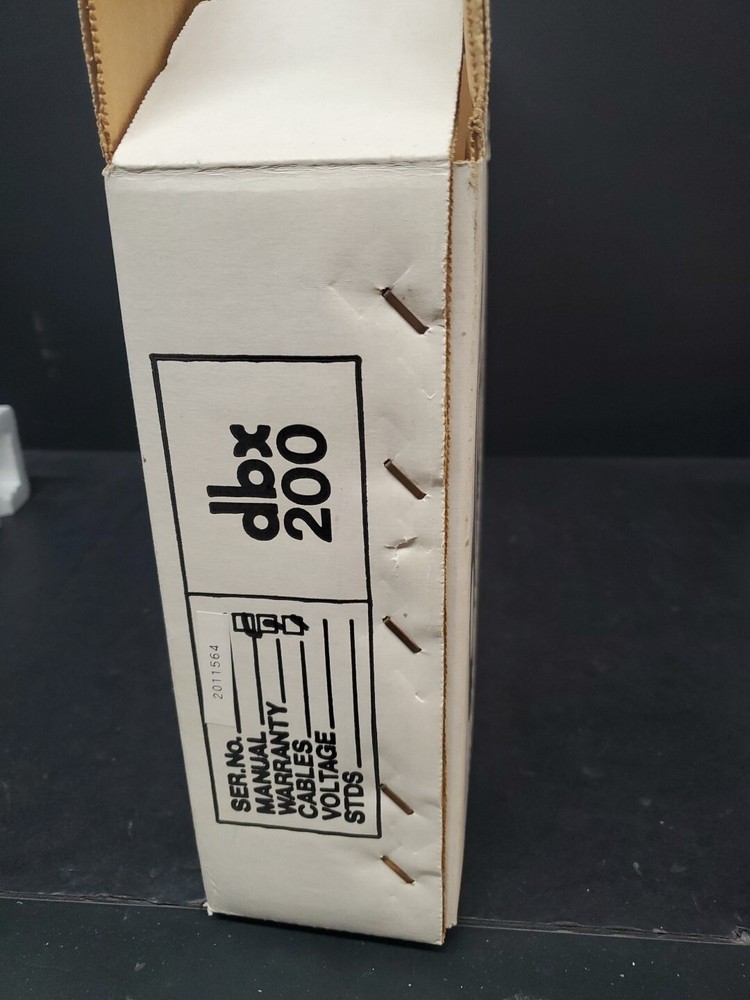 dbx
200
2011564
SER.NO.
MANUAL
WARRANTY
CABLES
VOLTAGE
STDS